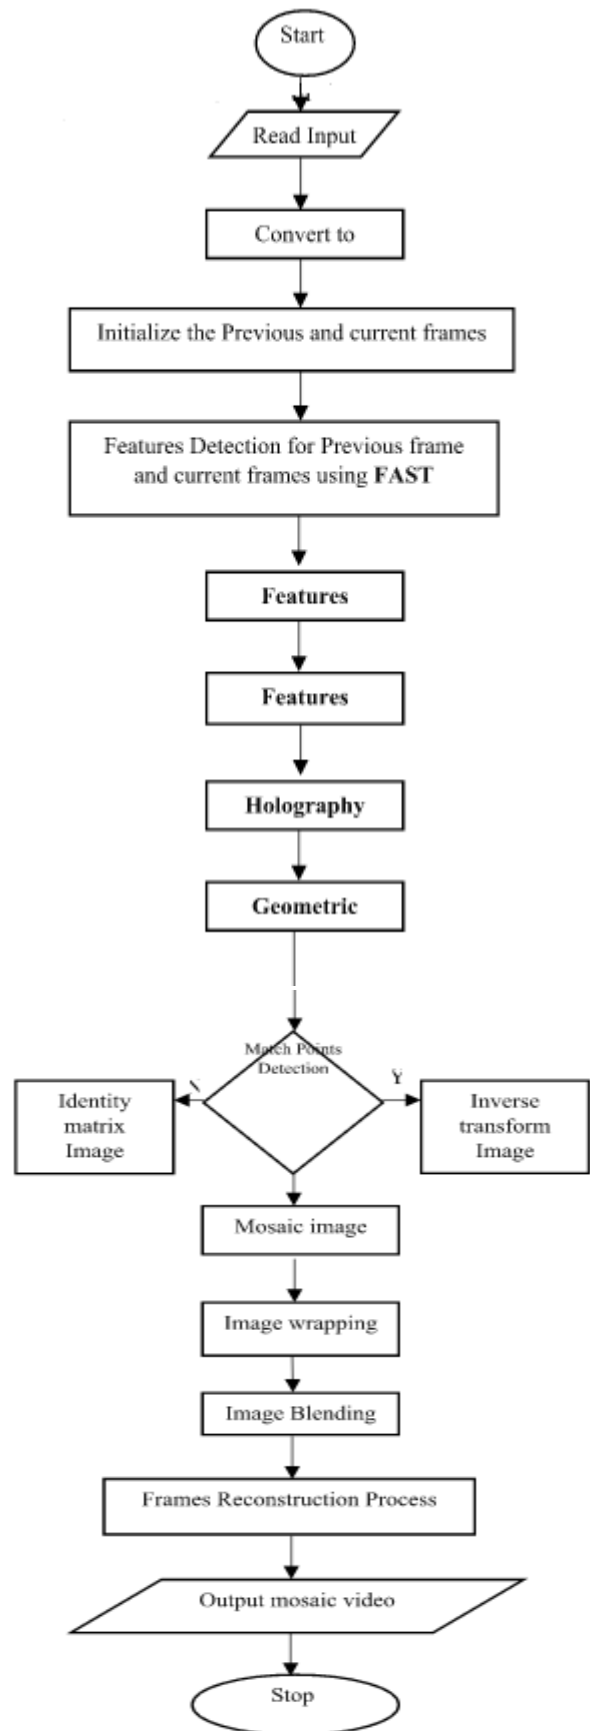 Start
Read Input
Convert to
Initialize the Previous and current frames
Features Detection for Previous frame
and current frames using FAST
Features
Features
Holography
Geometric
Match Points
Detection
Y
Identity
matrix
Image
Inverse
transform
Image
Mosaic image
Image wrapping
Image Blending
Frames Reconstruction Process
Output mosaic video
Stop